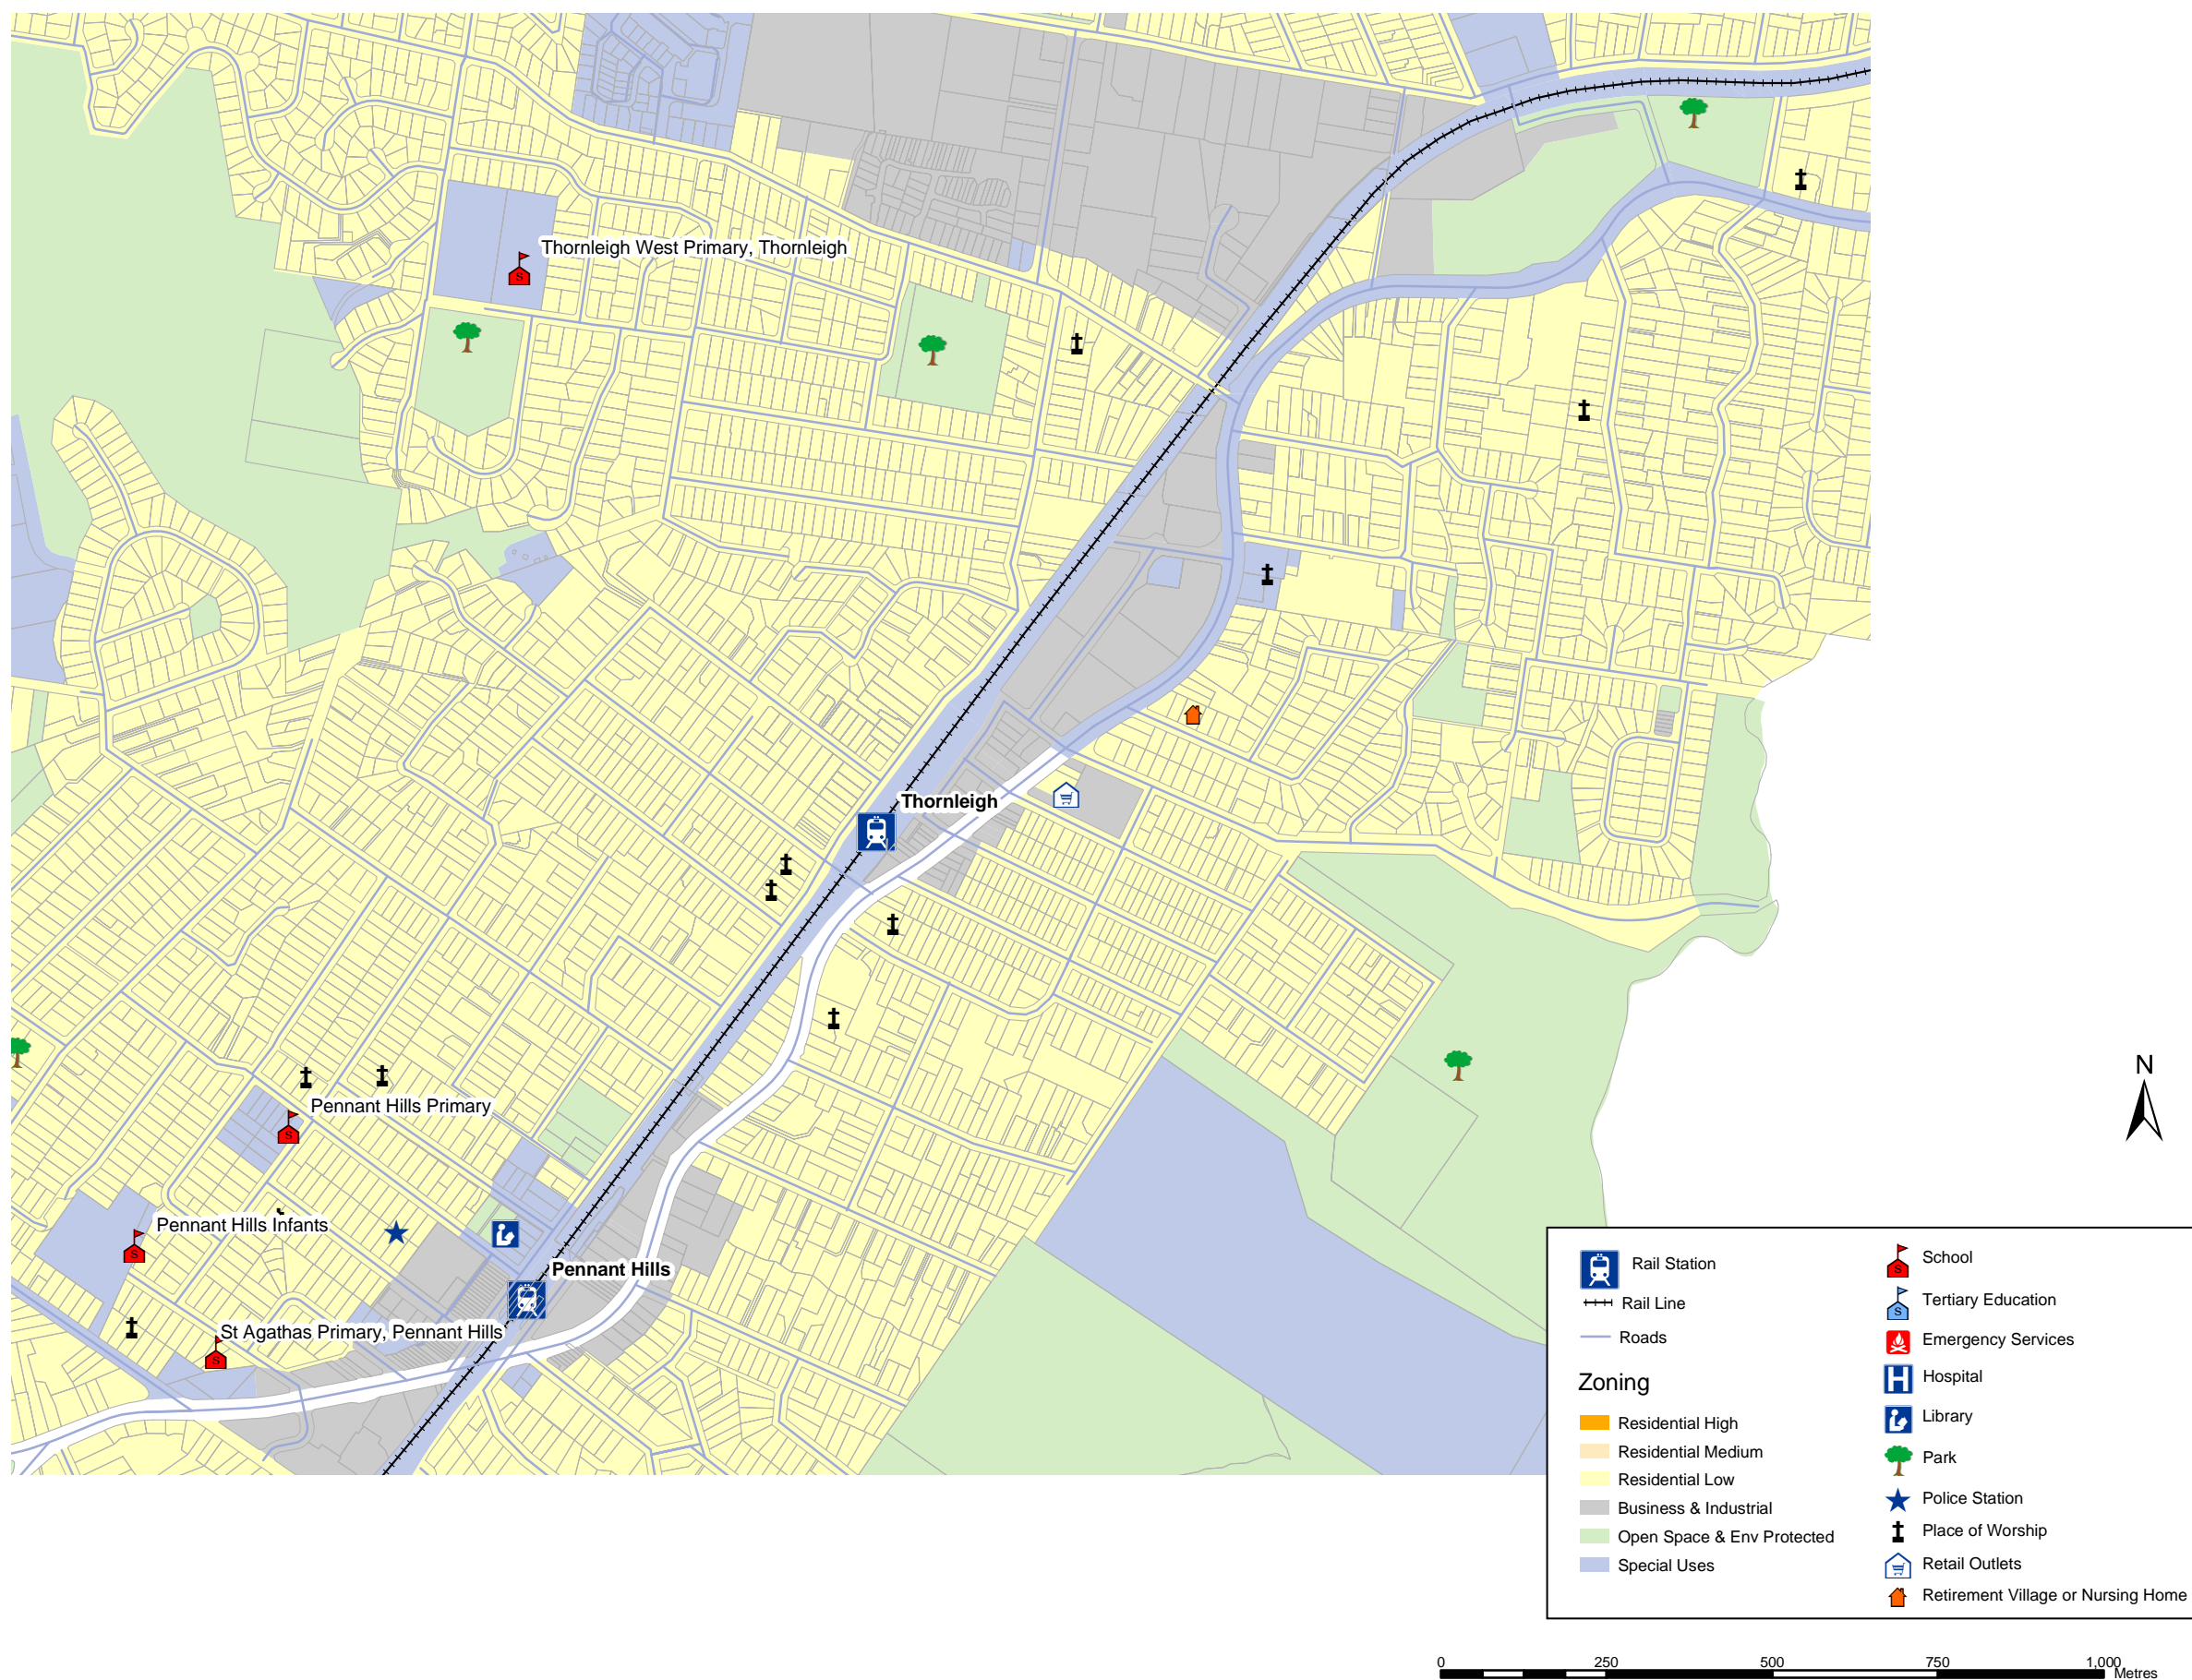 Thornleigh West Primary, Thornleigh
Thornleigh
Pennant Hills Primary
Pennant Hills Infants
Pennant Hills
St Agathas Primary, Pennant Hills
N
Rail Station
Rail Line
Roads
Zoning
Residential High
Residential Medium
Residential Low
Business & Industrial
Open Space & Env Protected
Special Uses
School
Tertiary Education
Emergency Services
Hospital
Library
Park
Police Station
Place of Worship
Retail Outlets
Retirement Village or Nursing Home
0 250 500 750 1,000
Metres